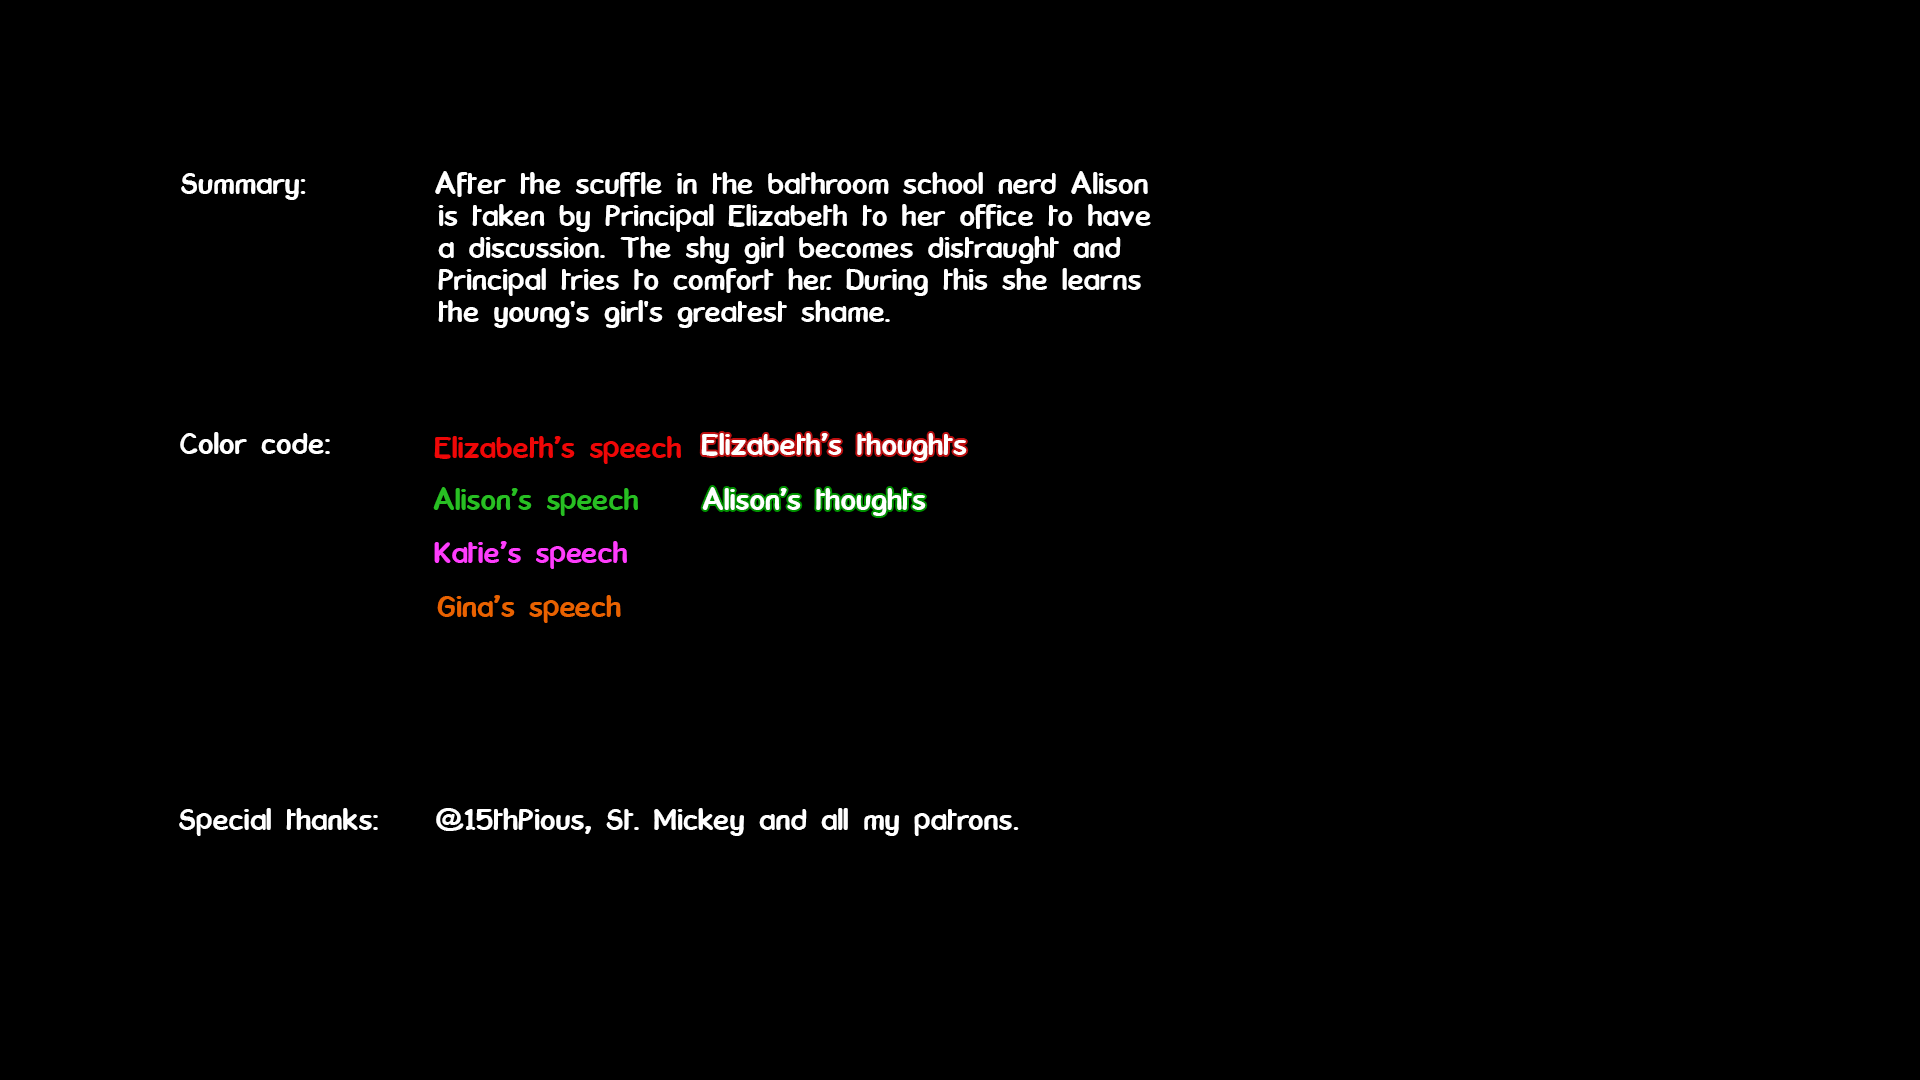 Summary:
After the scuffle in the bathroom school nerd Alison
is taken by Principal Elizabeth to her office to have
a discussion. The shy girl becomes distraught and
Principal tries to comfort her. During this she learns
the young's girl's greatest shame.
Color code:
Elizabeth's speech Elizabeth's thoughts
Alison's speech Alison's thoughts
Katie's speech
Gina's speech
Special thanks: @15thPious, St. Mickey and all my patrons.